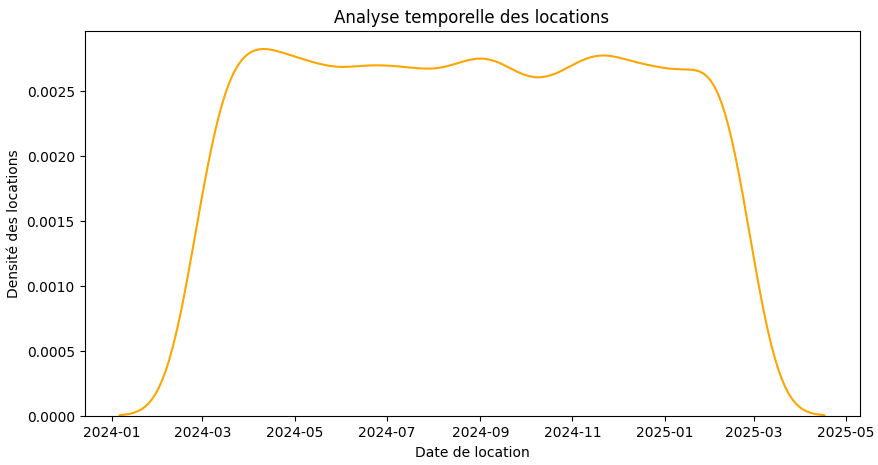 Analyse temporelle des locations
Densité des locations
0.0025
0.0020
0.0015
0.0010
0.0005
0.0000
2024-01 2024-03 2024-05 2024-07 2024-09 2024-11 2025-01 2025-03 2025-05
Date de location